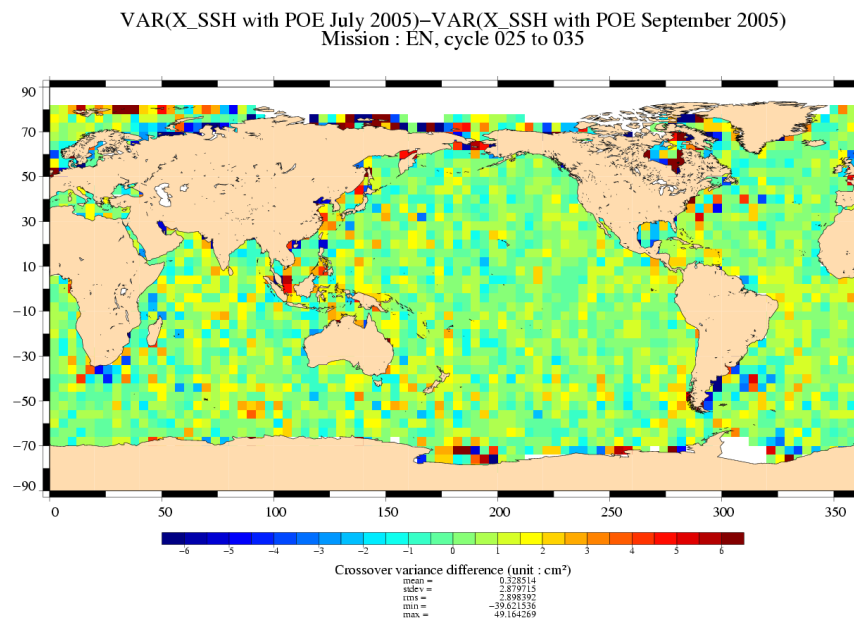 VAR(X_SSH with POE July 2005)−VAR(X_SSH with POE September 2005)
Mission : EN, cycle 025 to 035
90
70
50
30
10
−10
−30
−50
−70
−90
0 50 100 150 200 250 300 350
−6 −5 −4 −3 −2 −1 0 1 2 3 4 5 6
Crossover variance difference (unit : cm²)
mean = 0.328514
stdev = 2.879715
rms = 2.898392
min = −39.621536
max = 49.164269